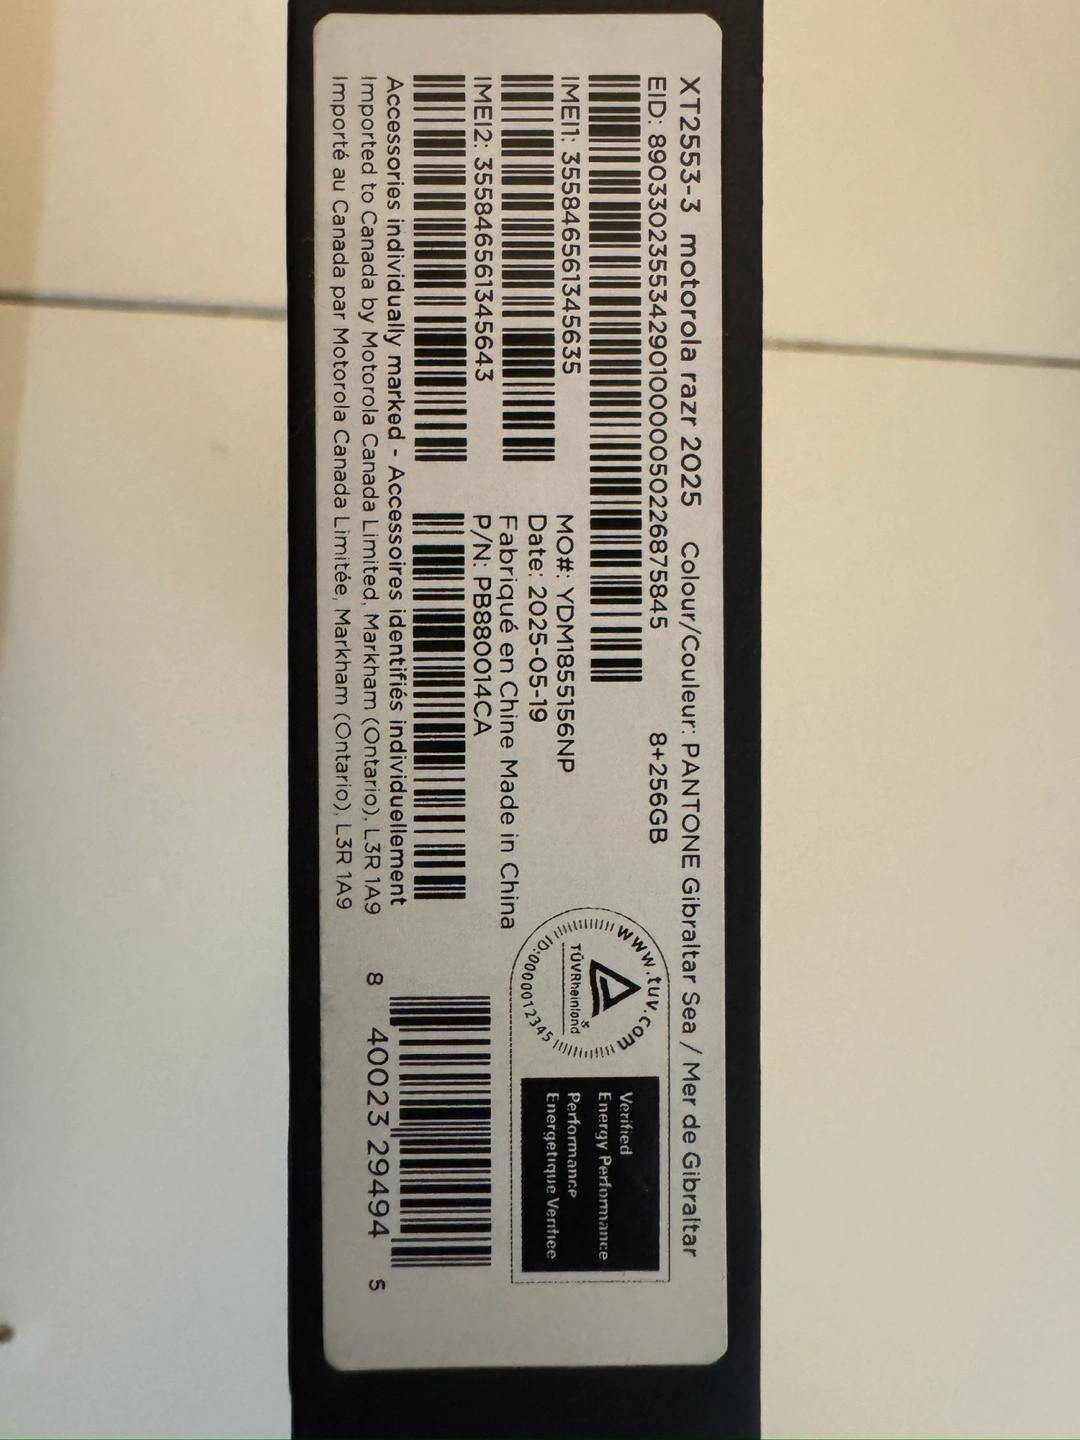 XT2553-3 motorola razr 2025 Colour/Couleur: PANTONE Gibraltar Sea / Mer de Gibraltar
EID: 89033023553429010000050226875845 8+256GB
IMEI1: 355846561345635
IMEI2: 355846561345643
MO#: YDM1855156NP
Date: 2025-05-19
Fabriqué en Chine Made in China
P/N: PB880014CA
Accessories individually marked - Accessoires identifiés individuellement
Imported to Canada by Motorola Canada Limited, Markham (Ontario), L3R 1A9
Importé au Canada par Motorola Canada Limitée, Markham (Ontario), L3R 1A9
www.tuv.com
TÜVRheinland
ID:0000012345
Verified
Energy Performance
Performance
Énergétique Vérifiée
8 40023 29494 5